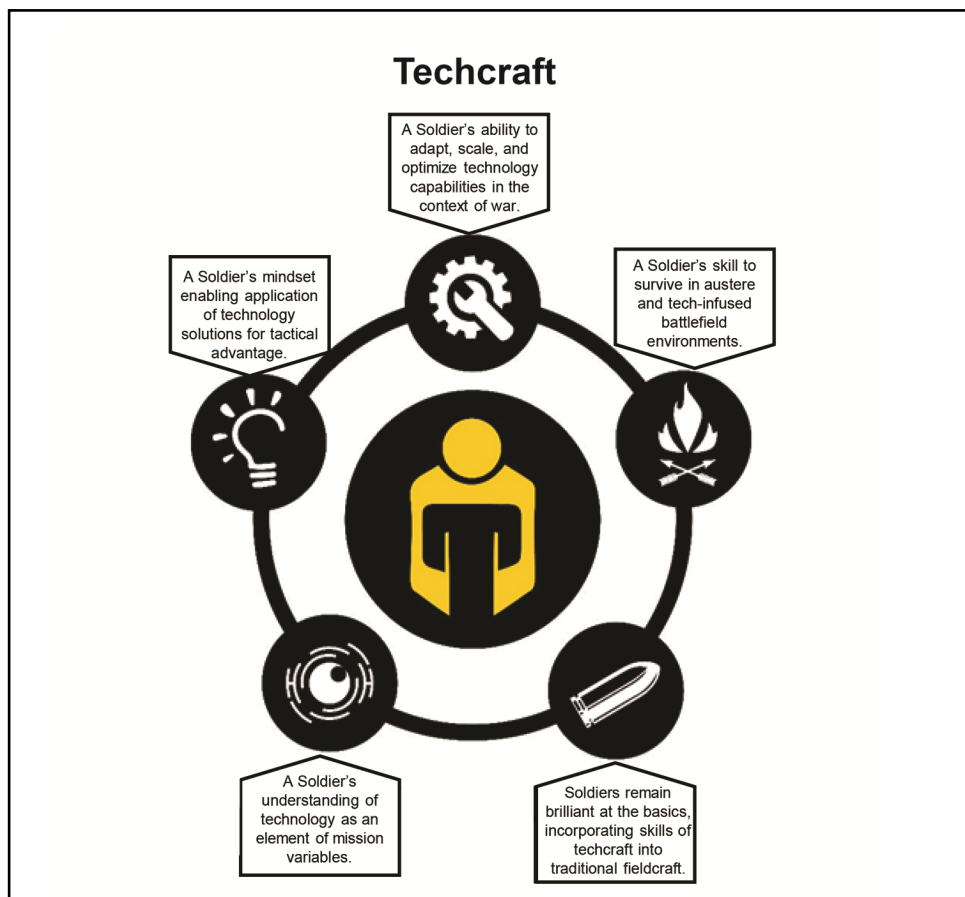 Techcraft
A Soldier’s ability to
adapt, scale, and
optimize technology
capabilities in the
context of war.
A Soldier’s mindset
enabling application
of technology
solutions for tactical
advantage.
A Soldier’s skill to
survive in austere
and tech-infused
battlefield
environments.
A Soldier’s
understanding of
technology as an
element of mission
variables.
Soldiers remain
brilliant at the basics,
incorporating skills of
techcraft into
traditional fieldcraft.